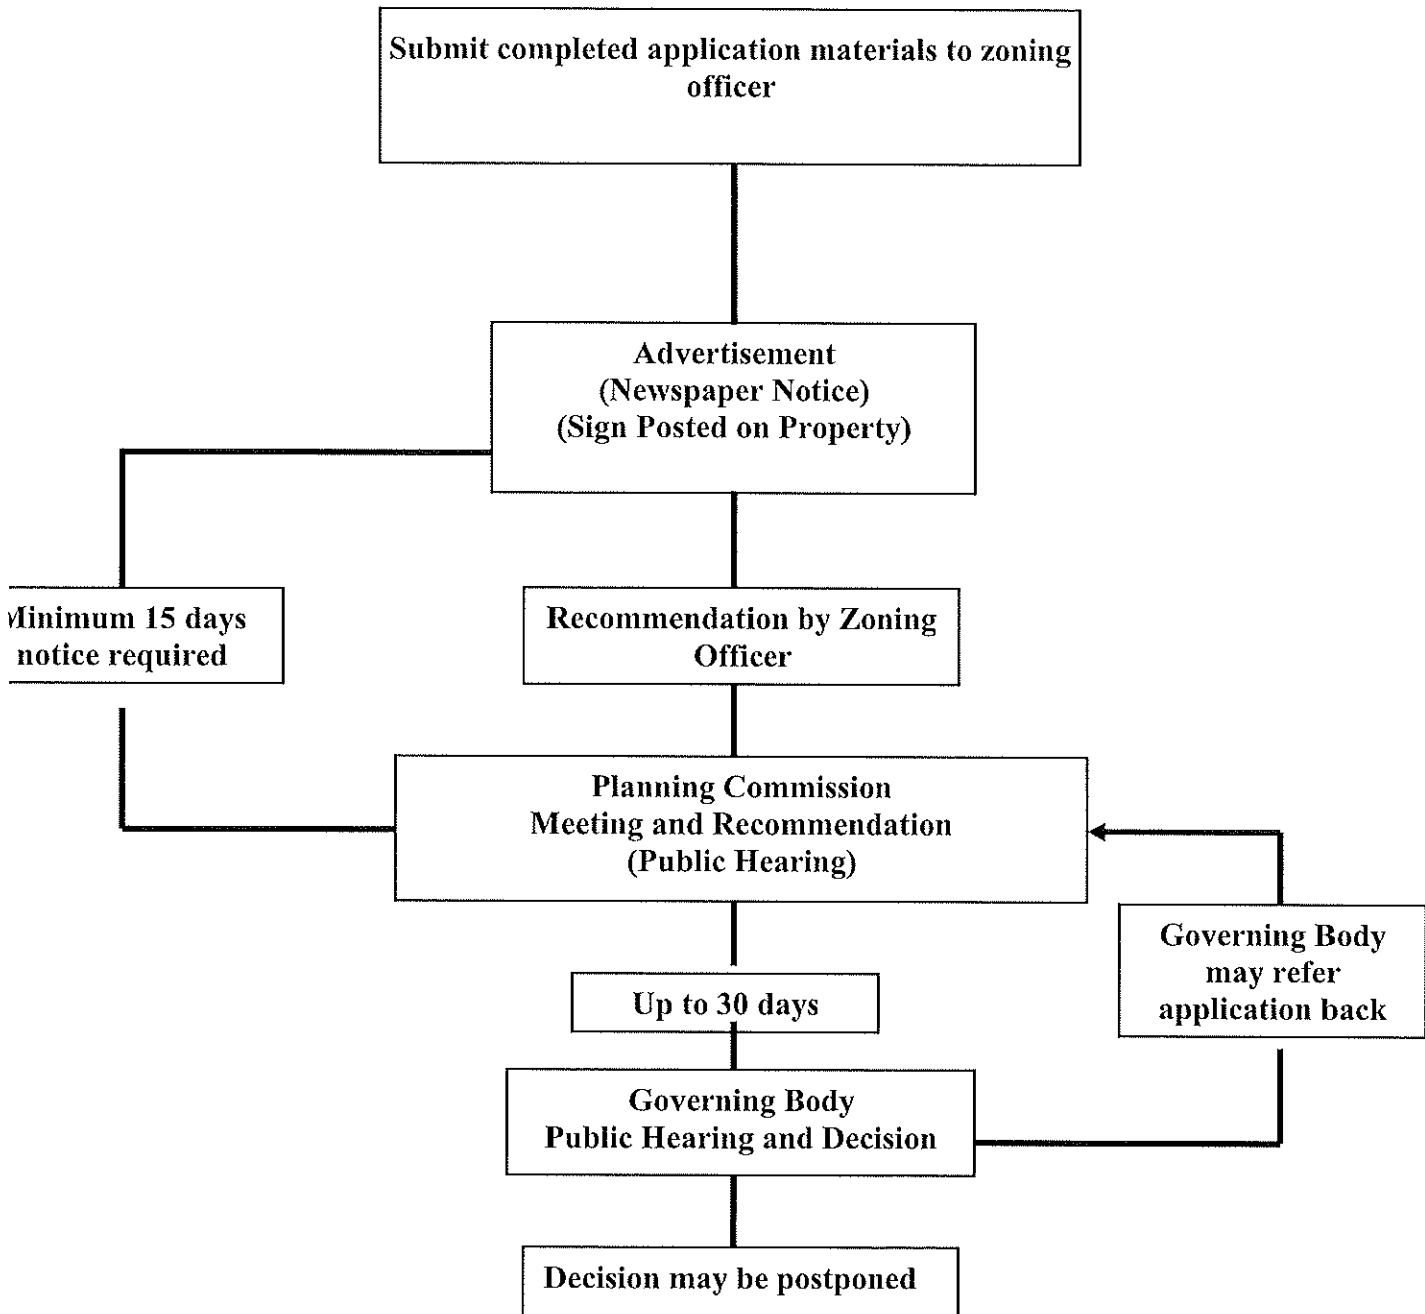 Submit completed application materials to zoning
officer
Advertisement
(Newspaper Notice)
(Sign Posted on Property)
Minimum 15 days
notice required
Recommendation by Zoning
Officer
Planning Commission
Meeting and Recommendation
(Public Hearing)
Governing Body
may refer
application back
Up to 30 days
Governing Body
Public Hearing and Decision
Decision may be postponed